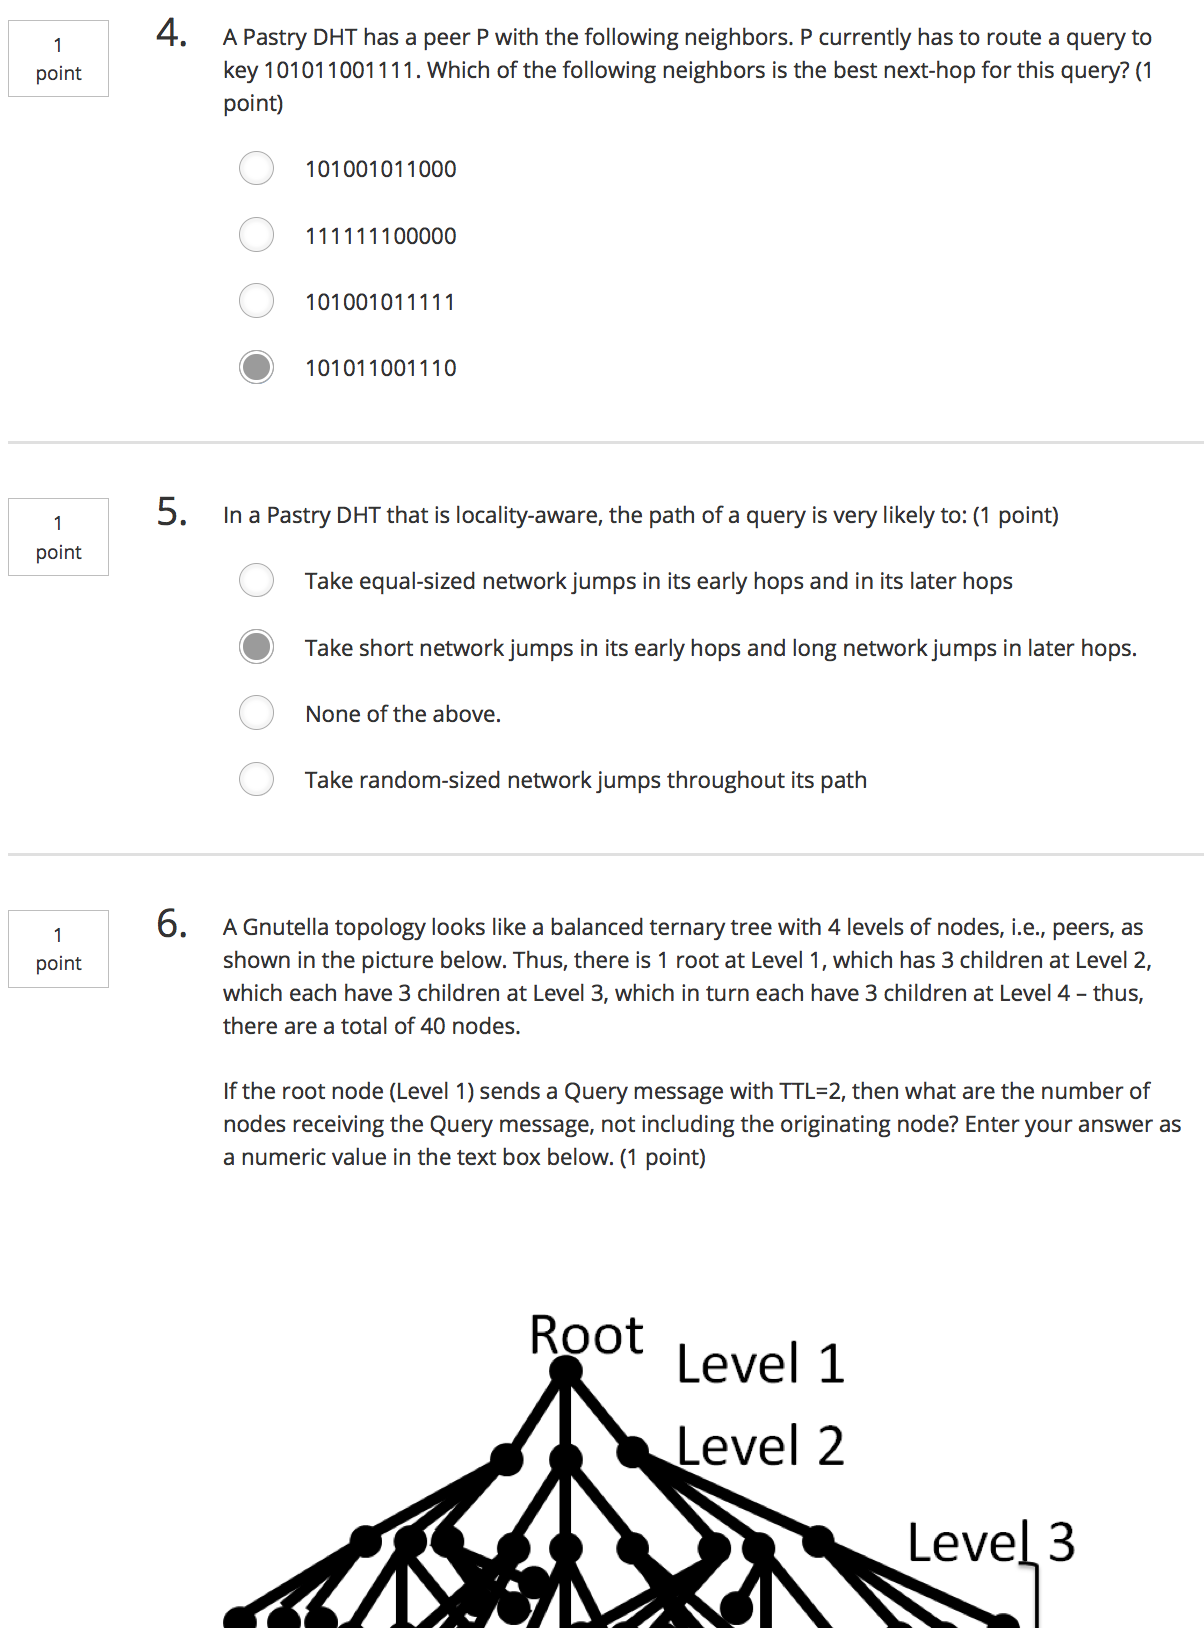 1
point
4.
A Pastry DHT has a peer P with the following neighbors. P currently has to route a query to
key 101011001111. Which of the following neighbors is the best next-hop for this query? (1
point)
101001011000
111111100000
101001011111
101011001110
1
point
5.
In a Pastry DHT that is locality-aware, the path of a query is very likely to: (1 point)
Take equal-sized network jumps in its early hops and in its later hops
Take short network jumps in its early hops and long network jumps in later hops.
None of the above.
Take random-sized network jumps throughout its path
1
point
6.
A Gnutella topology looks like a balanced ternary tree with 4 levels of nodes, i.e., peers, as
shown in the picture below. Thus, there is 1 root at Level 1, which has 3 children at Level 2,
which each have 3 children at Level 3, which in turn each have 3 children at Level 4 – thus,
there are a total of 40 nodes.
If the root node (Level 1) sends a Query message with TTL=2, then what are the number of
nodes receiving the Query message, not including the originating node? Enter your answer as
a numeric value in the text box below. (1 point)
Root
Level 1
Level 2
Level 3